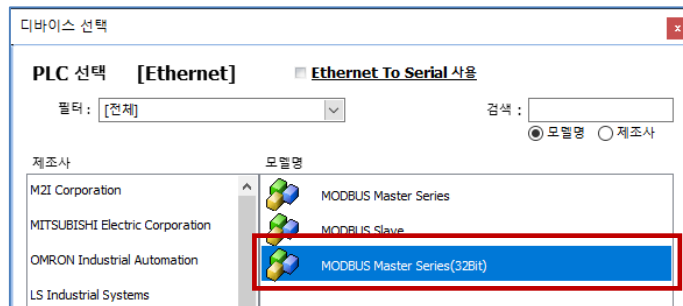 디바이스 선택
x
PLC 선택 [Ethernet] Ethernet To Serial 사용
필터 : [전체] 검색 :
모델명 제조사
제조사 모델명
M2I Corporation MODBUS Master Series
MITSUBISHI Electric Corporation MODBUS Slave
OMRON Industrial Automation MODBUS Master Series(32Bit)
LS Industrial Systems